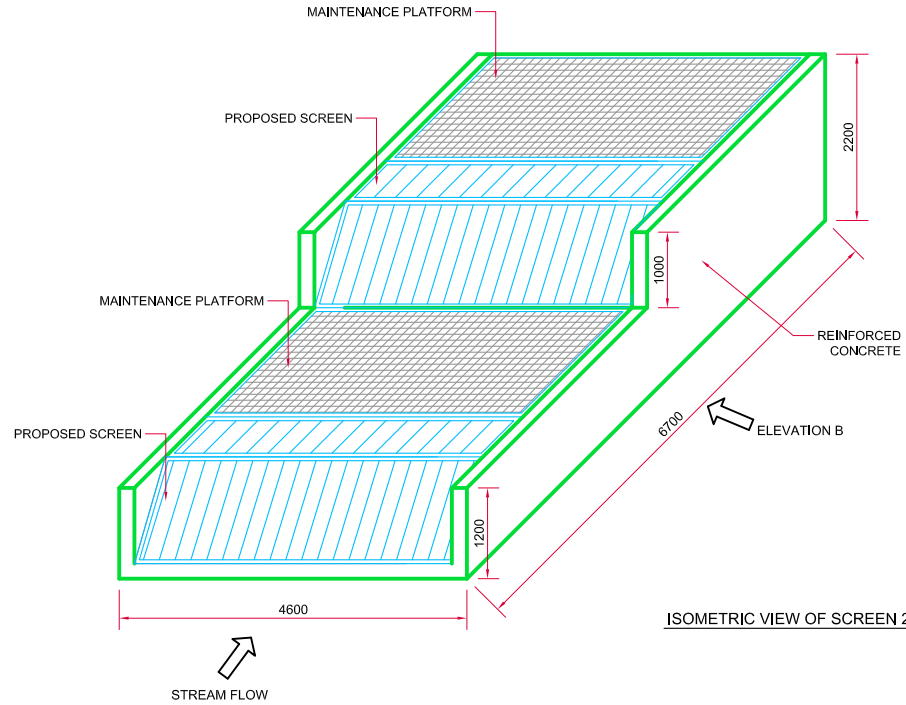 MAINTENANCE PLATFORM
PROPOSED SCREEN
2200
1000
MAINTENANCE PLATFORM
REINFORCED
CONCRETE
6700
ELEVATION B
PROPOSED SCREEN
1200
4600
ISOMETRIC VIEW OF SCREEN 2
STREAM FLOW